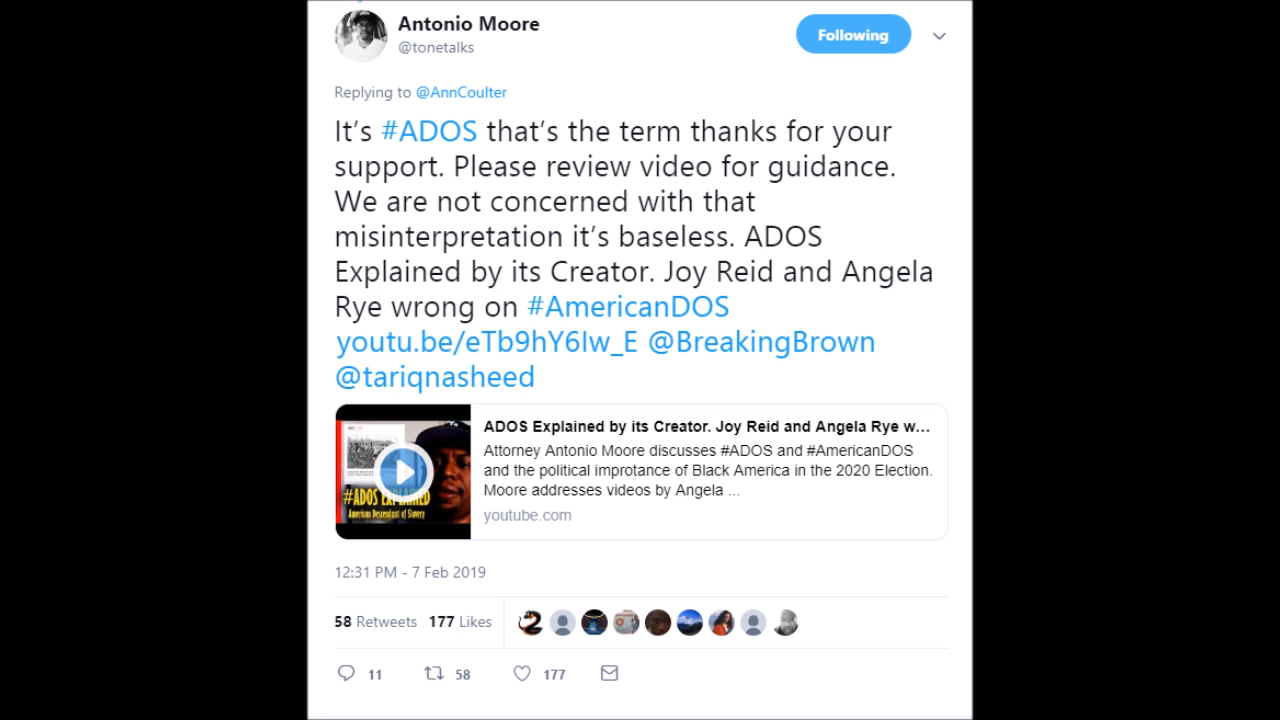 Antonio Moore
@tonetalks
Following
Replying to @AnnCoulter
It’s #ADOS that’s the term thanks for your
support. Please review video for guidance.
We are not concerned with that
misinterpretation it’s baseless. ADOS
Explained by its Creator. Joy Reid and Angela
Rye wrong on #AmericanDOS
youtu.be/eTb9hY6Iw_E @BreakingBrown
@tariqnasheed
#ADOS EXPLAINED
American Descendant of Slavery
ADOS Explained by its Creator. Joy Reid and Angela Rye w...
Attorney Antonio Moore discusses #ADOS and #AmericanDOS
and the political improtance of Black America in the 2020 Election.
Moore addresses videos by Angela ...
youtube.com
12:31 PM - 7 Feb 2019
58 Retweets 177 Likes
11 58 177